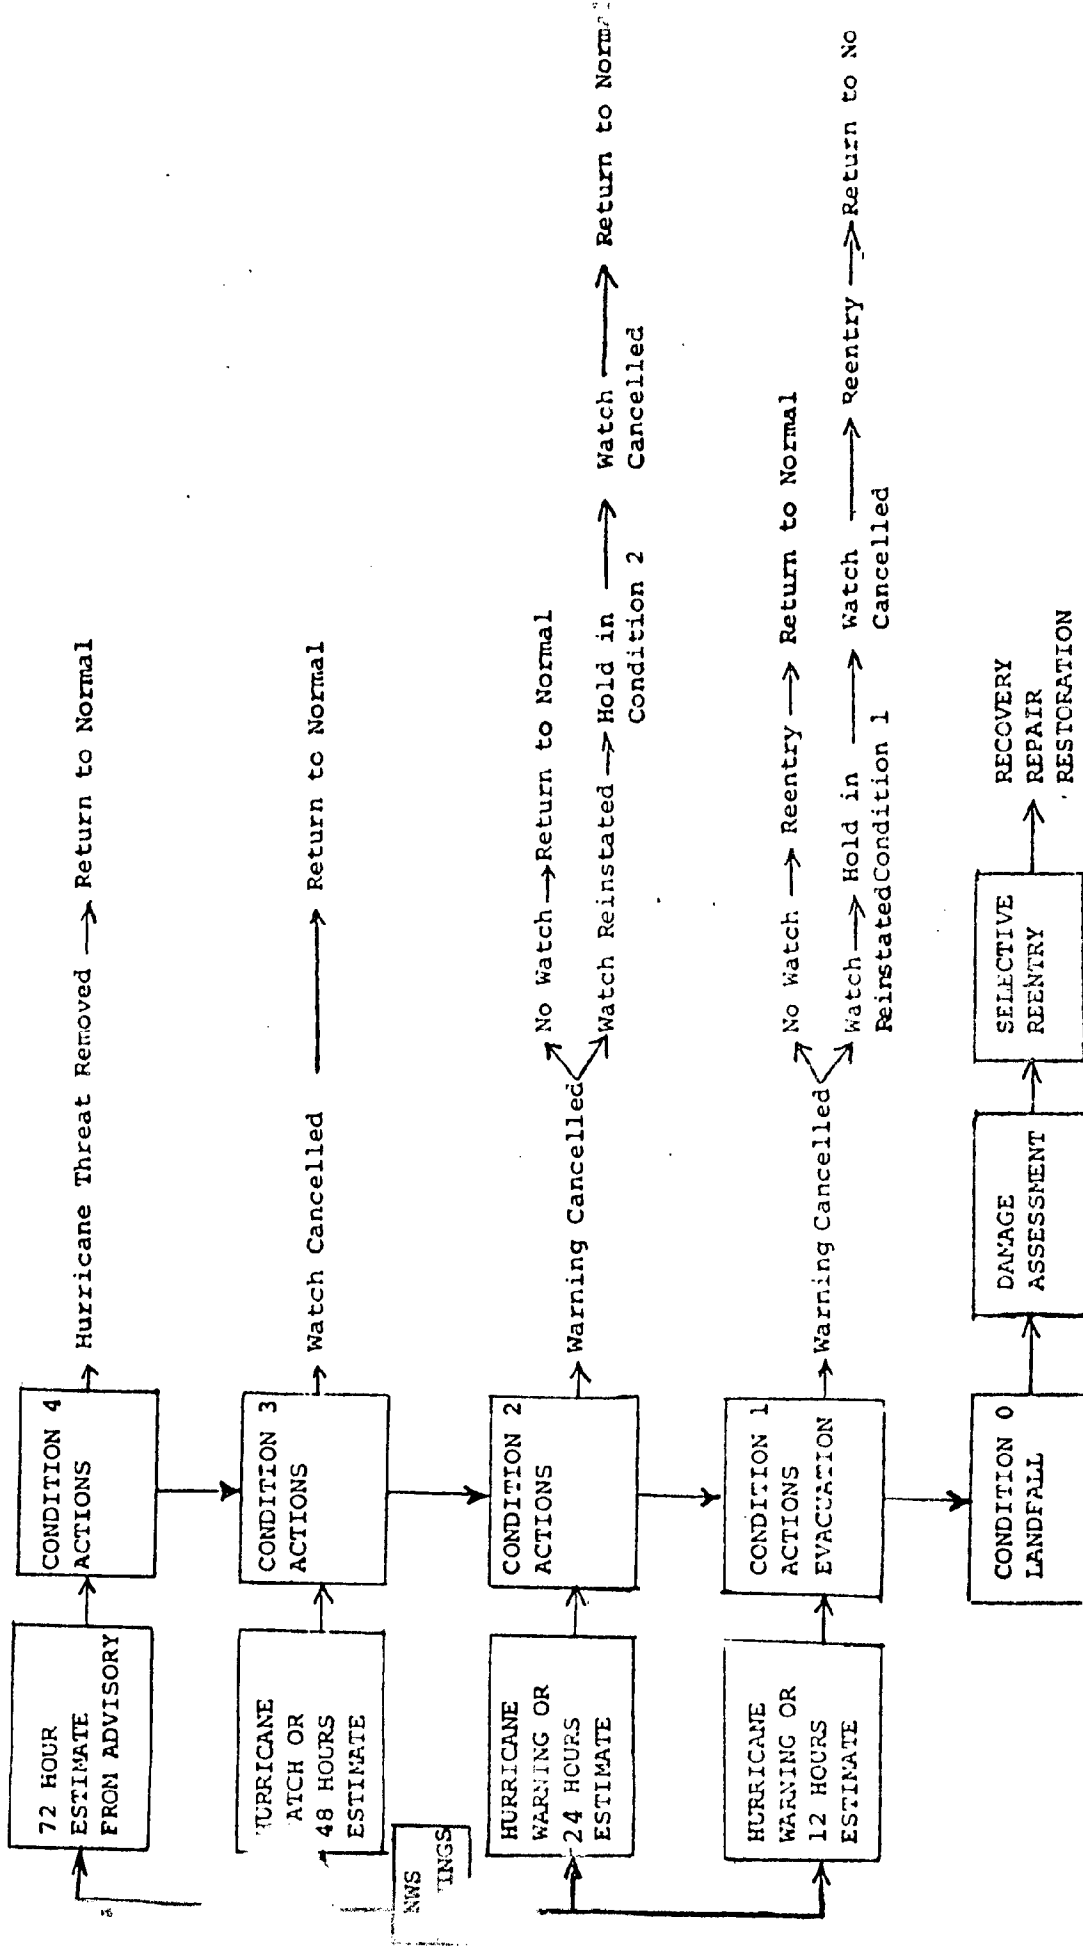 72 HOUR
ESTIMATE
FROM ADVISORY
CONDITION 4
ACTIONS
Hurricane Threat Removed
Return to Normal
48 HOURS
ESTIMATE
CONDITION 3
ACTIONS
Watch Cancelled
Return to Normal
NWS
HURRICANE
WARNING OR
24 HOURS
ESTIMATE
CONDITION 2
ACTIONS
Warning Cancelled
No Watch
Return to Normal
Watch Reinstated
Hold in
Condition 2
Watch
Cancelled
Return to
HURRICANE
WARNING OR
12 HOURS
ESTIMATE
CONDITION 1
ACTIONS
EVACUATION
Warning Cancelled
No Watch
Reentry
Return to Normal
Watch
Reinstated
Hold in
Condition 1
Watch
Cancelled
Reentry
Return to No
CONDITION 0
LANDFALL
DAMAGE
ASSESSMENT
SELECTIVE
REENTRY
RECOVERY
REPAIR
RESTORATION